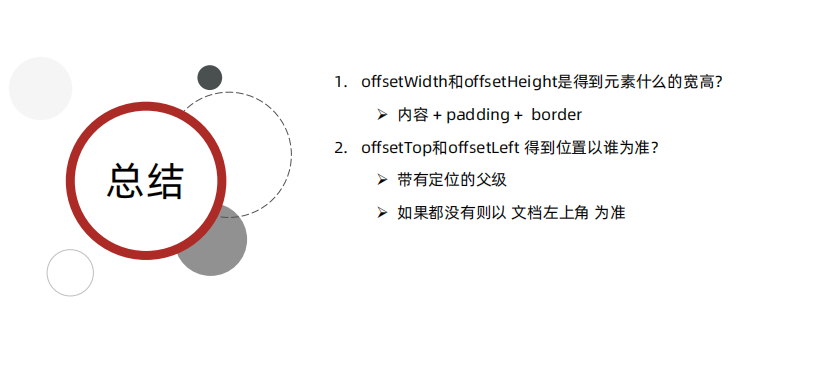 总结
1. offsetWidth和offsetHeight是得到元素什么的宽高？
➢ 内容 + padding + border
2. offsetTop和offsetLeft 得到位置以谁为准？
➢ 带有定位的父级
➢ 如果都没有则以 文档左上角 为准